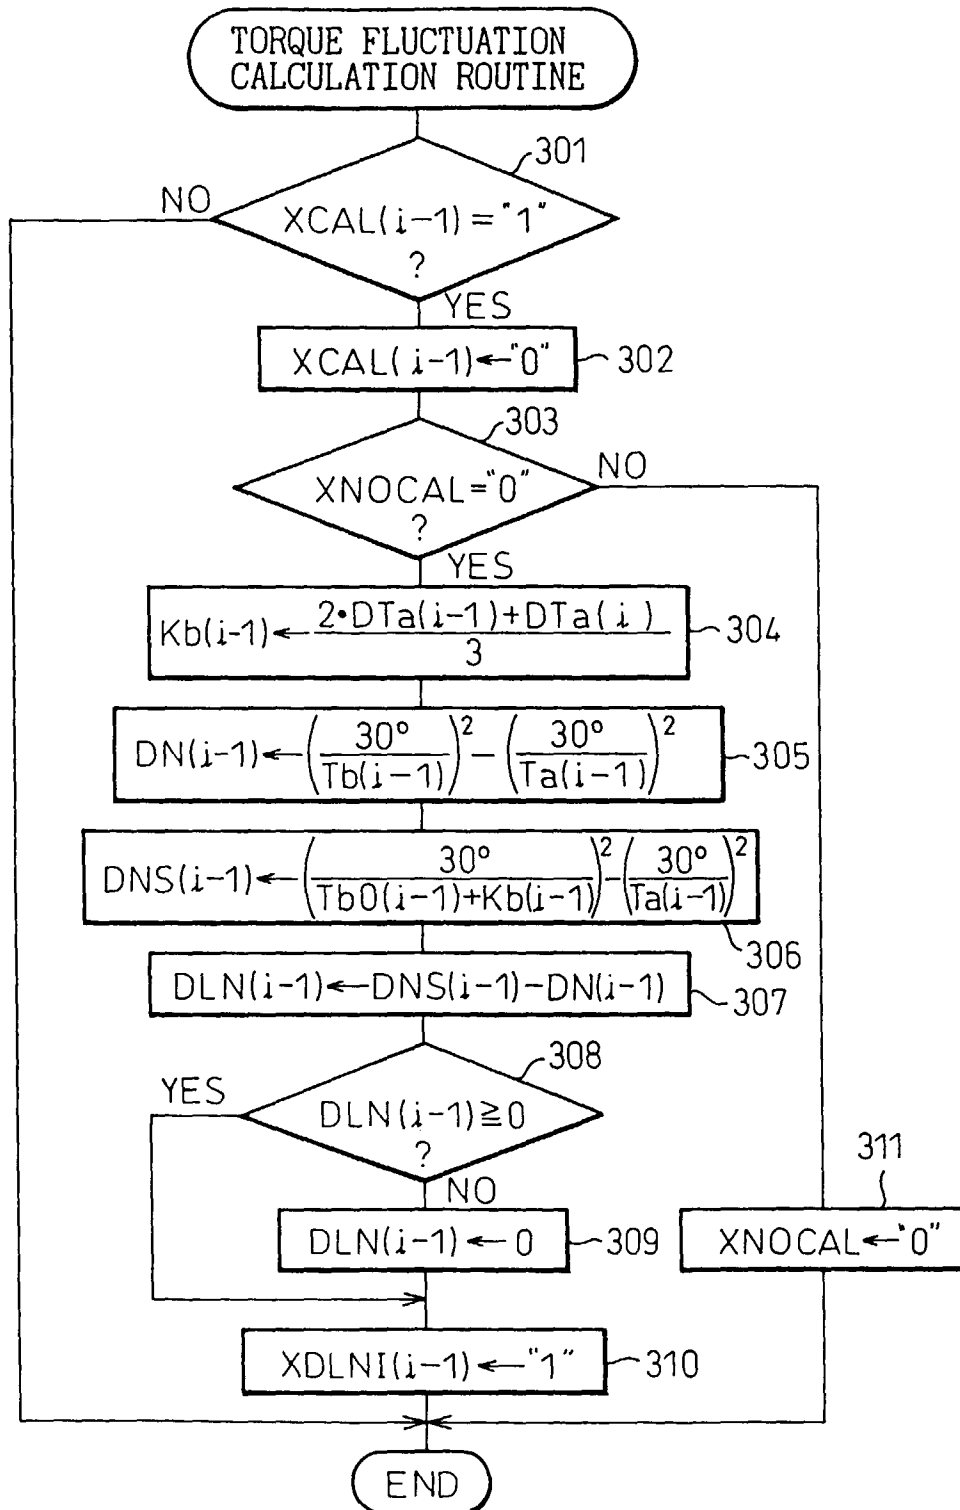 TORQUE FLUCTUATION
CALCULATION ROUTINE
301
NO
XCAL(i-1)="1"
?
YES
XCAL(i-1)←"0"
302
303
NO
XNOCAL="0"
?
YES
Kb(i-1)← 2•DTa(i-1)+DTa(i) / 3
304
DN(i-1)←(30°/Tb(i-1))²-(30°/Ta(i-1))²
305
DNS(i-1)←(30°/Tb0(i-1)+Kb(i-1))²-(30°/Ta(i-1))²
306
DLN(i-1)←DNS(i-1)-DN(i-1)
307
308
YES
DLN(i-1)≧0
?
NO
311
DLN(i-1)←0
309
XNOCAL←"0"
XDLNI(i-1)←"1"
310
END